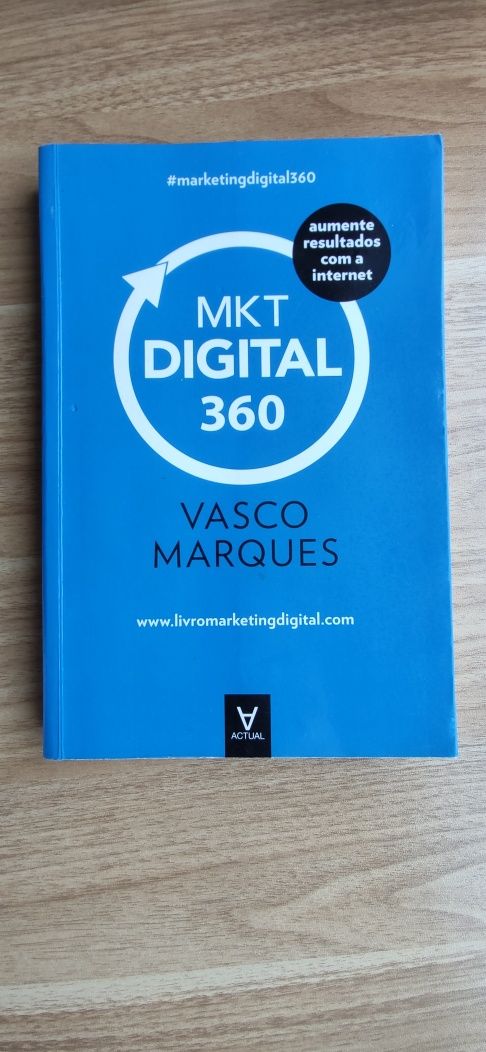 #marketingdigital360
aumente
resultados
com a
internet
MKT
DIGITAL
360
VASCO
MARQUES
www.livromarketingdigital.com
ACTUAL